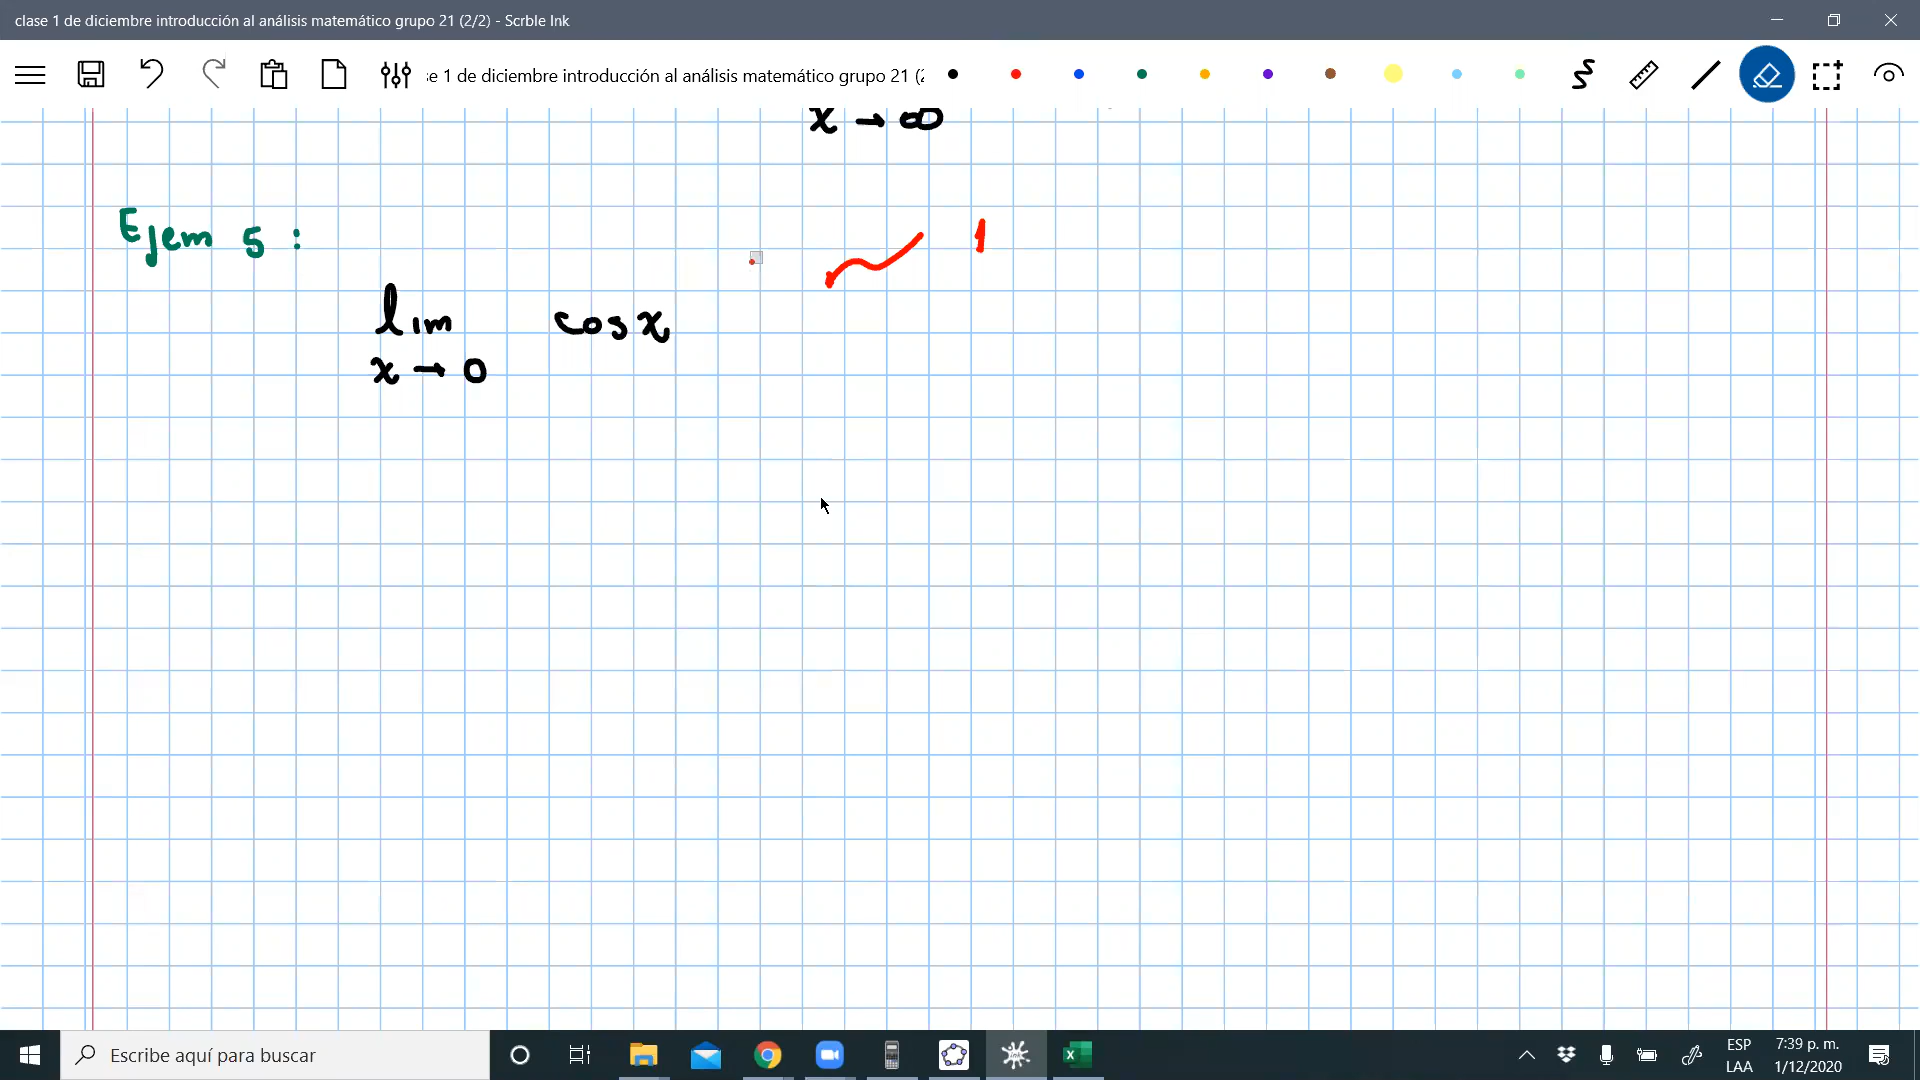 clase 1 de diciembre introducción al análisis matemático grupo 21 (2/2) - Scrble Ink
se 1 de diciembre introducción al análisis matemático grupo 21 (2
x → ∞
Ejem 5 :
1
lim cos x
x → 0
Escribe aquí para buscar
ESP
LAA
7:39 p. m.
1/12/2020